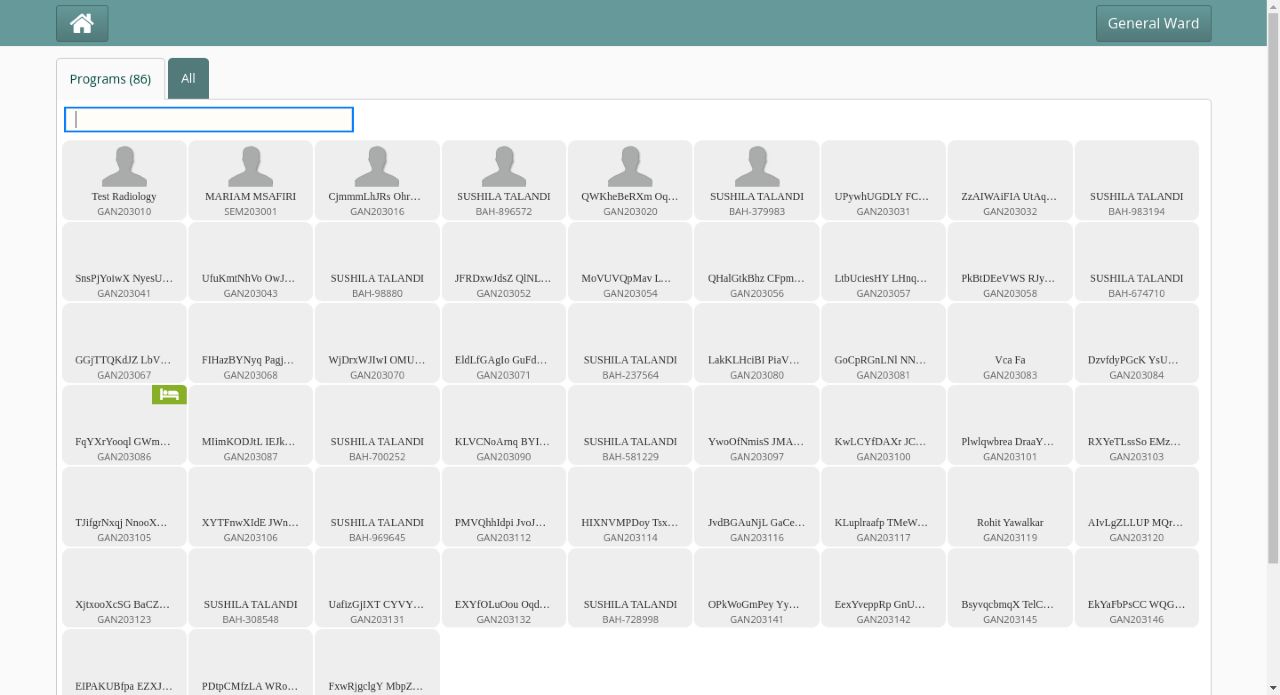 General Ward
Programs (86)
All
Test Radiology
GAN203010
MARIAM MSAFIRI
SEM203001
CjmmmLhJRs Ohr…
GAN203016
SUSHILA TALANDI
BAH-896572
QWKheBeRXm Oq…
GAN203020
SUSHILA TALANDI
BAH-379983
UPywhUGDLY FC…
GAN203031
ZzAIWAiFIA UtAq…
GAN203032
SUSHILA TALANDI
BAH-983194
SnsPjYoiwX NyesU…
GAN203041
UfuKmtNhVo OwJ…
GAN203043
SUSHILA TALANDI
BAH-98880
JFRDxwJdsZ QlNL…
GAN203052
MoVUVQpMav L…
GAN203054
QHalGtkBhz CFpm…
GAN203056
LtbUciesHY LHnq…
GAN203057
PkBtDEeVWS RJy…
GAN203058
SUSHILA TALANDI
BAH-674710
GGjTTQKdJZ LbV…
GAN203067
FIHazBYNyq Pagj…
GAN203068
WjDrxWJIwI OMU…
GAN203070
EldLfGAgIo GuFd…
GAN203071
SUSHILA TALANDI
BAH-237564
LakKLHciBI PiaV…
GAN203080
GoCpRGnLNl NN…
GAN203081
Vca Fa
GAN203083
DzvfdyPGcK YsU…
GAN203084
FqYXrYooql GWm…
GAN203086
MIimKODJtL IEJk…
GAN203087
SUSHILA TALANDI
BAH-700252
KLVCNoArnq BYI…
GAN203090
SUSHILA TALANDI
BAH-581229
YwoOfNmisS JMA…
GAN203097
KwLCYfDAXr JC…
GAN203100
Plwlqwbrea DraaY…
GAN203101
RXYeTLssSo EMz…
GAN203103
TJifgrNxqj NnooX…
GAN203105
XYTFnwXIdE JWn…
GAN203106
SUSHILA TALANDI
BAH-969645
PMVQhhIdpi JvoJ…
GAN203112
HIXNVMPDoy Tsx…
GAN203114
JvdBGAuNjL GaCe…
GAN203116
KLuplraafp TMeW…
GAN203117
Rohit Yawalkar
GAN203119
AIvLgZLLUP MQr…
GAN203120
XjtxooXcSG BaCZ…
GAN203123
SUSHILA TALANDI
BAH-308548
UafizGjIXT CYVY…
GAN203131
EXYfOLuOou Oqd…
GAN203132
SUSHILA TALANDI
BAH-728998
OPkWoGmPey Yy…
GAN203141
EexYveppRp GnU…
GAN203142
BsyvqcbmqX TelC…
GAN203145
EkYaFbPsCC WQG…
GAN203146
EIPAKUBfpa EZXJ…
PDtpCMfzLA WRo…
FxwRjgclgY MbpZ…